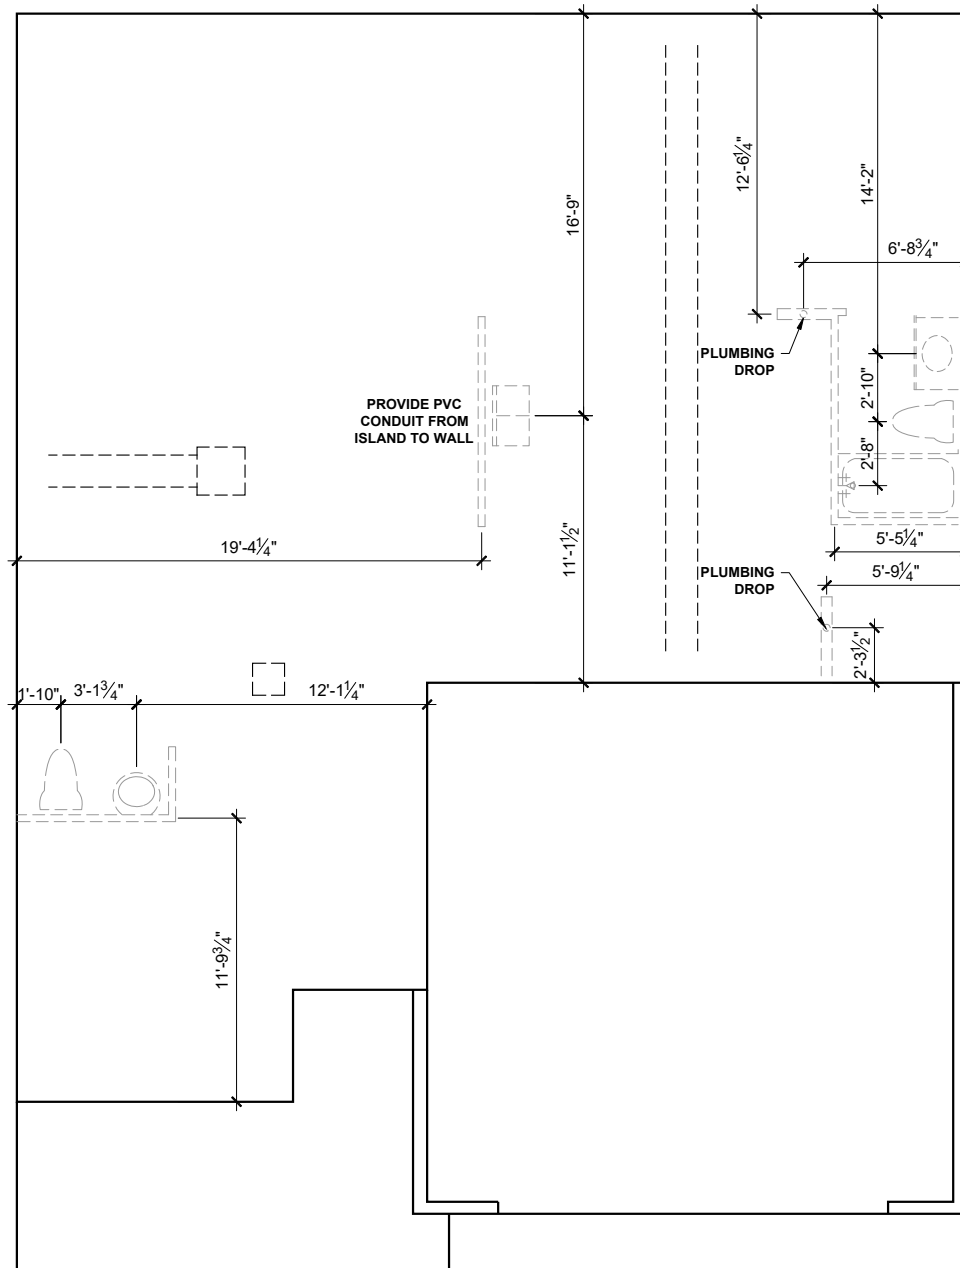 12'-6¼"
14'-2"
16'-9"
6'-8¾"
PLUMBING
DROP
2'-10"
PROVIDE PVC
CONDUIT FROM
ISLAND TO WALL
2'-8"
19'-4¼"
11'-1½"
5'-5¼"
PLUMBING
DROP
5'-9¼"
2'-3½"
1'-10"
3'-1¾"
12'-1¼"
11'-9¾"